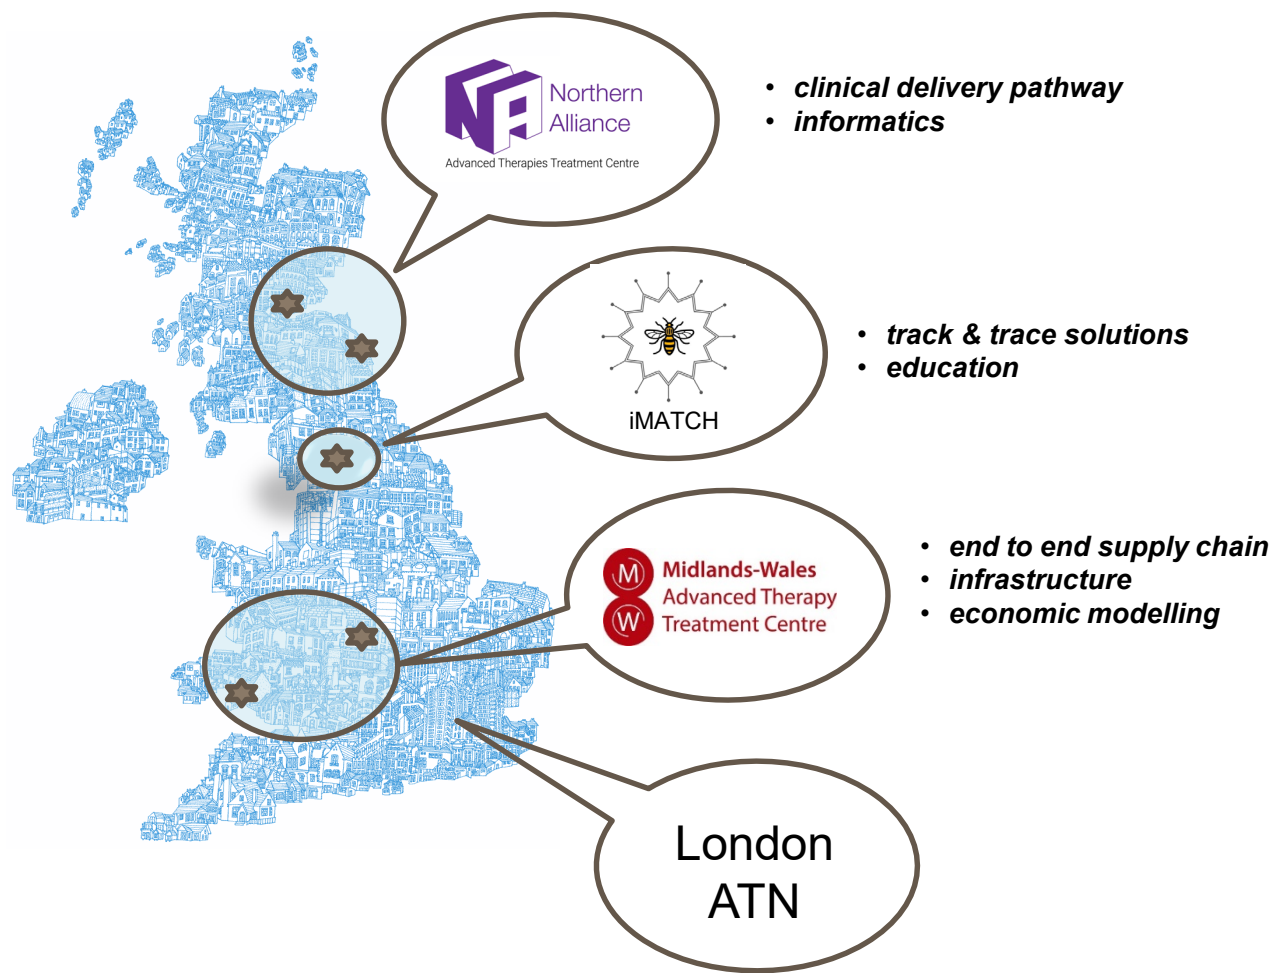 Northern
Alliance
Advanced Therapies Treatment Centre
• clinical delivery pathway
• informatics
iMATCH
• track & trace solutions
• education
M
W
Midlands-Wales
Advanced Therapy
Treatment Centre
• end to end supply chain
• infrastructure
• economic modelling
London
ATN